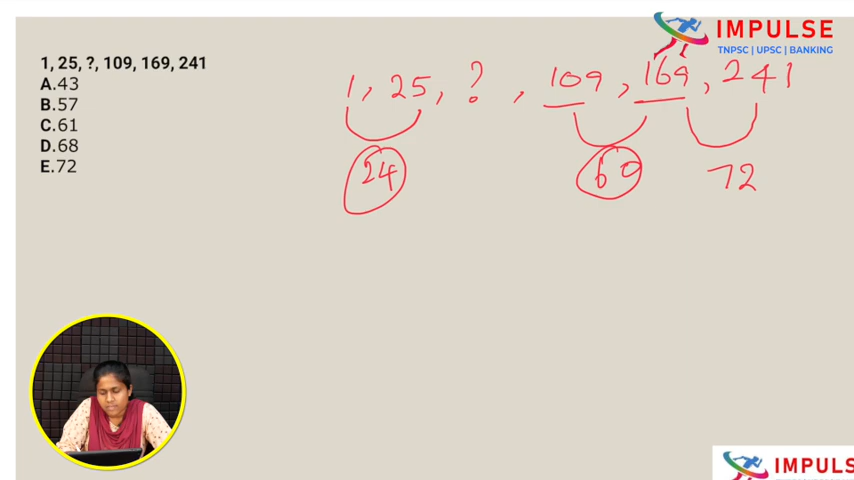 IMPULSE
TNPSC | UPSC | BANKING
1, 25, ?, 109, 169, 241
A.43
B.57
C.61
D.68
E.72
1, 25, ?, 109, 169, 241
24 60 72
IMPULS